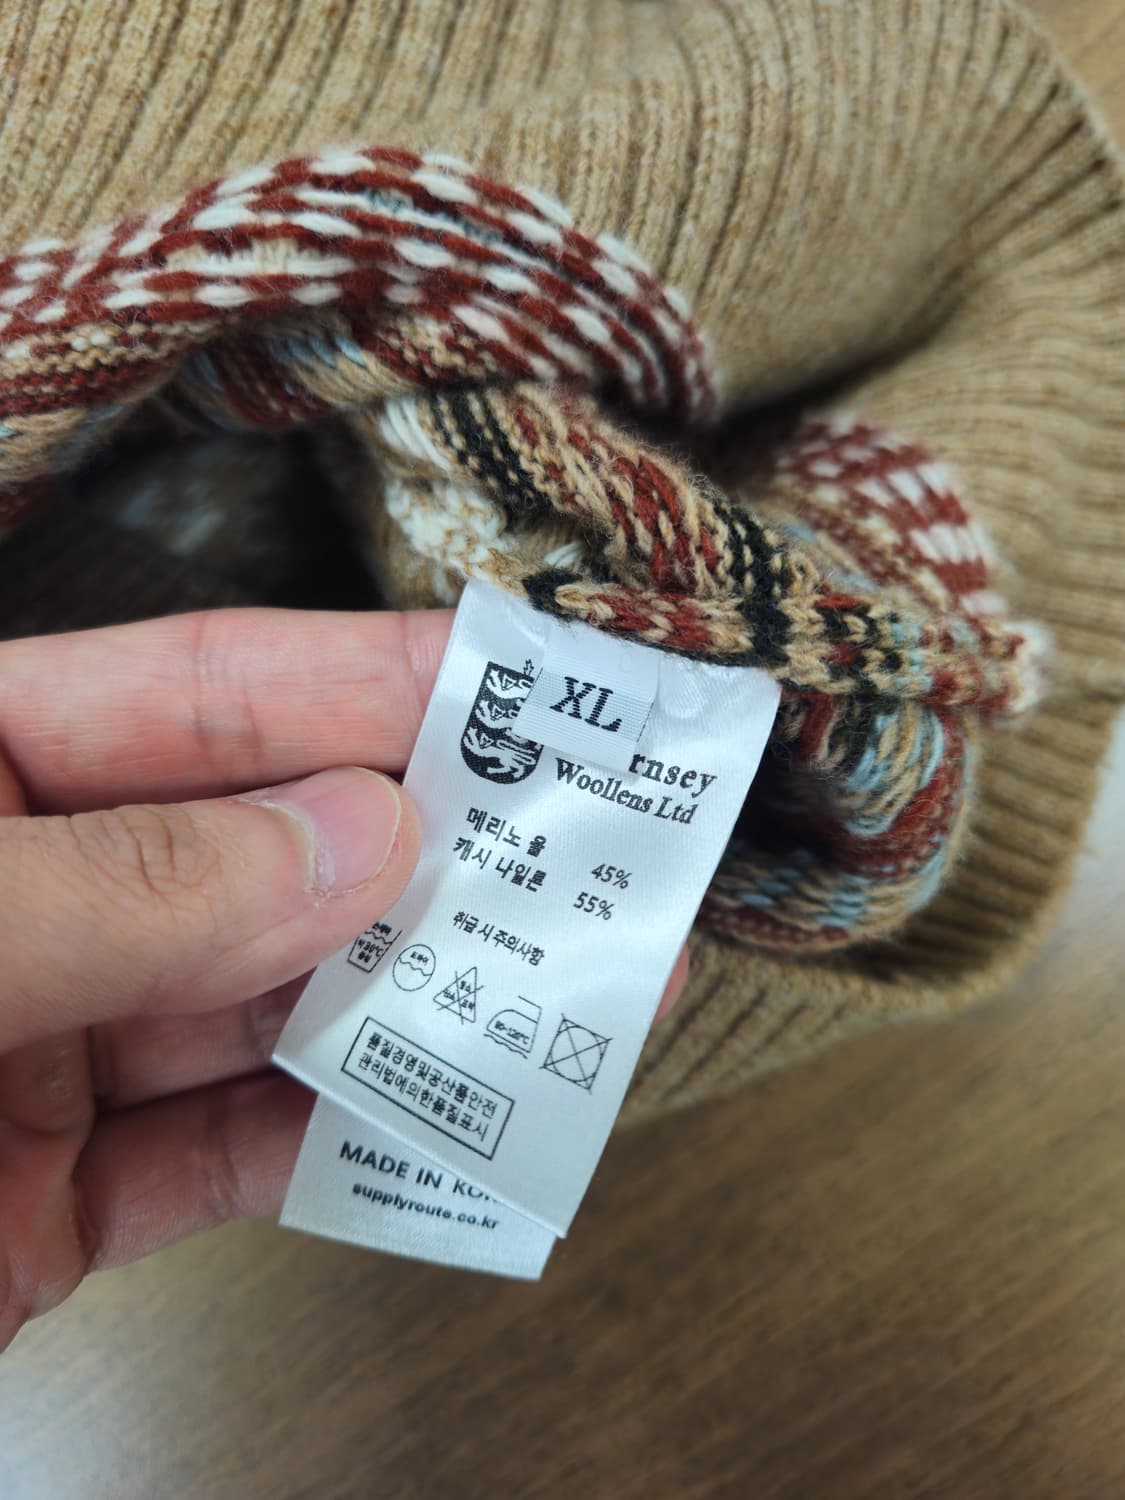 XL
rnsey
Woollens Ltd
메리노 울 45%
캐시 나일론 55%
취급시주의사항
80-120°C
품질경영및공산품안전
관리법에의한품질표시
MADE IN KO
supplyroute.co.kr